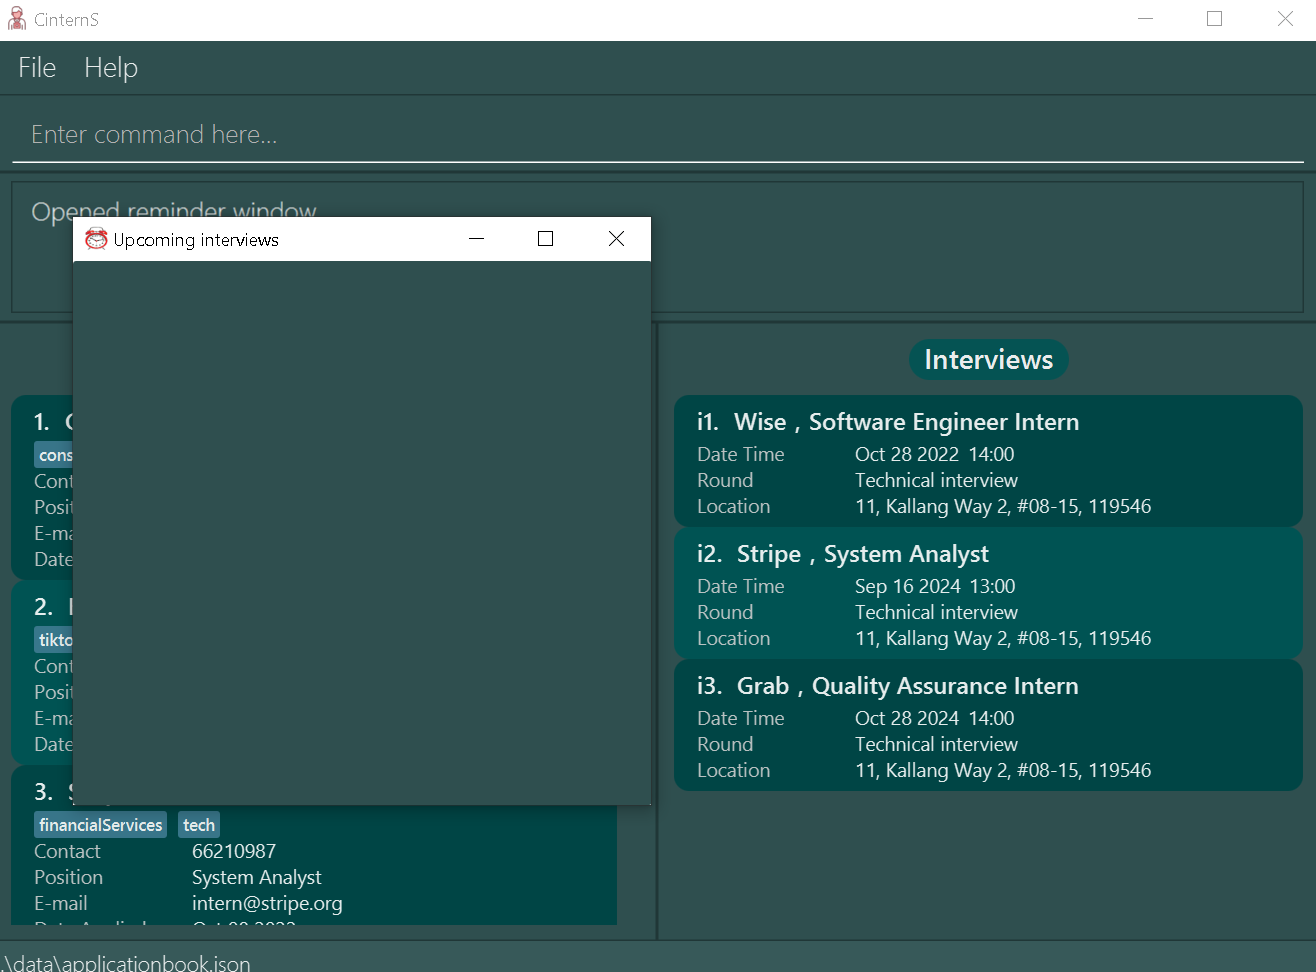 CinternS
File Help
Enter command here...
Opened reminder window
Upcoming interviews
1.
cons
Cont
Posit
E-ma
Date
2.
tikto
Cont
Posit
E-ma
Date
3.
financialServices tech
Contact 66210987
Position System Analyst
E-mail intern@stripe.org
Interviews
i1. Wise , Software Engineer Intern
Date Time Oct 28 2022 14:00
Round Technical interview
Location 11, Kallang Way 2, #08-15, 119546
i2. Stripe , System Analyst
Date Time Sep 16 2024 13:00
Round Technical interview
Location 11, Kallang Way 2, #08-15, 119546
i3. Grab , Quality Assurance Intern
Date Time Oct 28 2024 14:00
Round Technical interview
Location 11, Kallang Way 2, #08-15, 119546
.\data\applicationbook.json